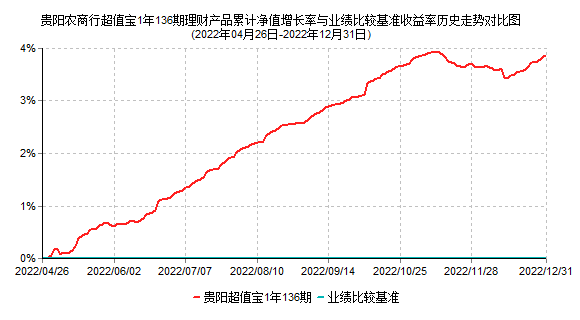 贵阳农商行超值宝1年136期理财产品累计净值增长率与业绩比较基准收益率历史走势对比图
(2022年04月26日-2022年12月31日)
4%
3%
2%
1%
0%
2022/04/26 2022/06/02 2022/07/07 2022/08/10 2022/09/14 2022/10/25 2022/11/28 2022/12/31
贵阳超值宝1年136期 业绩比较基准